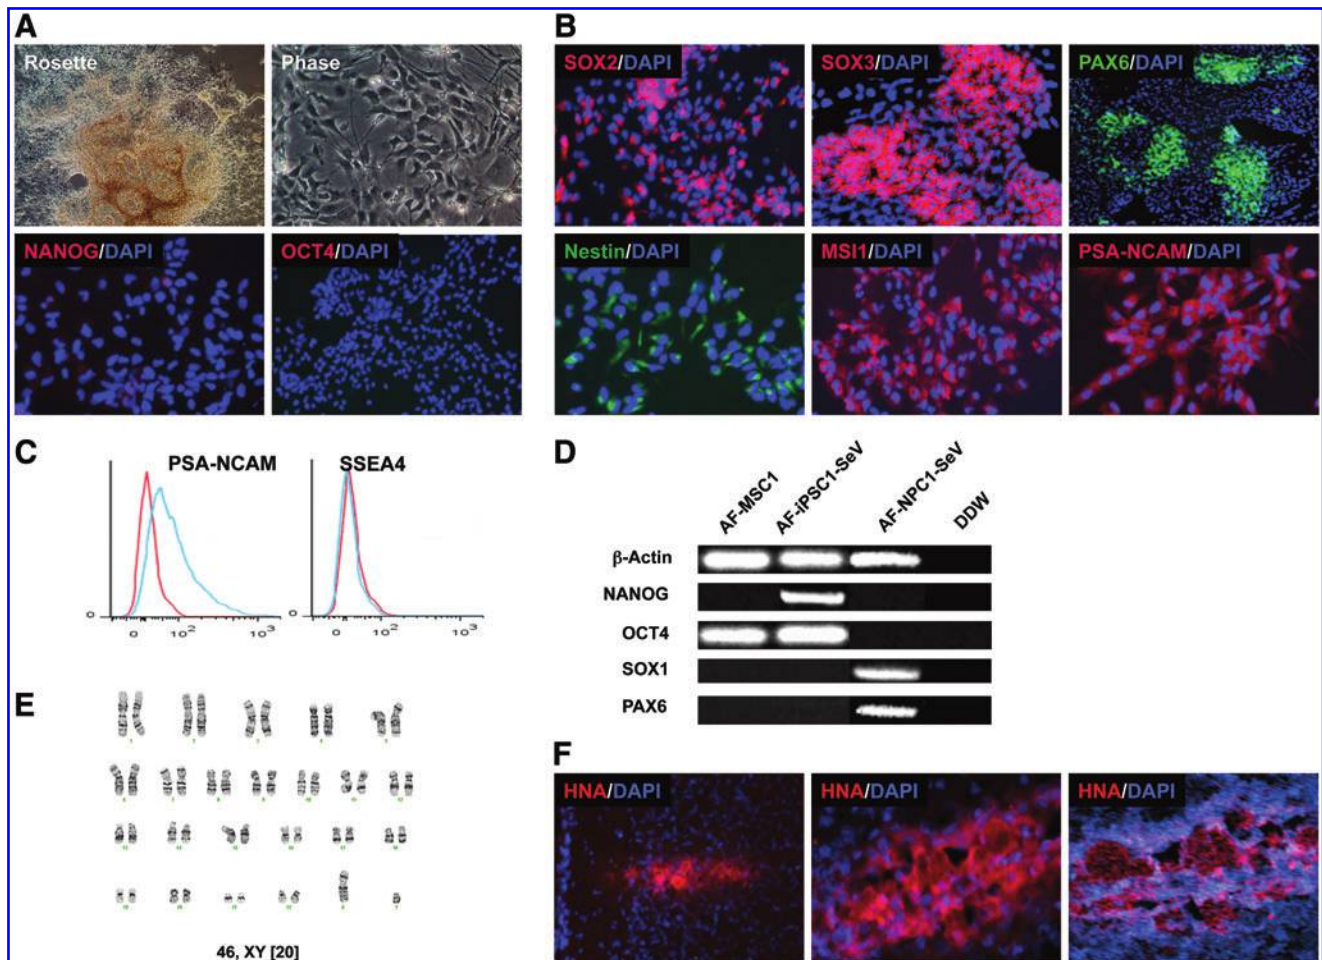 A
Rosette
Phase
NANOG/DAPI
OCT4/DAPI
B
SOX2/DAPI
SOX3/DAPI
PAX6/DAPI
Nestin/DAPI
MSI1/DAPI
PSA-NCAM/DAPI
C
PSA-NCAM
SSEA4
0
0 10² 10³
0
0 10² 10³
D
AF-MSC1
AF-iPSC1-SeV
AF-NPC1-SeV
DDW
β-Actin
NANOG
OCT4
SOX1
PAX6
E
46, XY [20]
F
HNA/DAPI
HNA/DAPI
HNA/DAPI